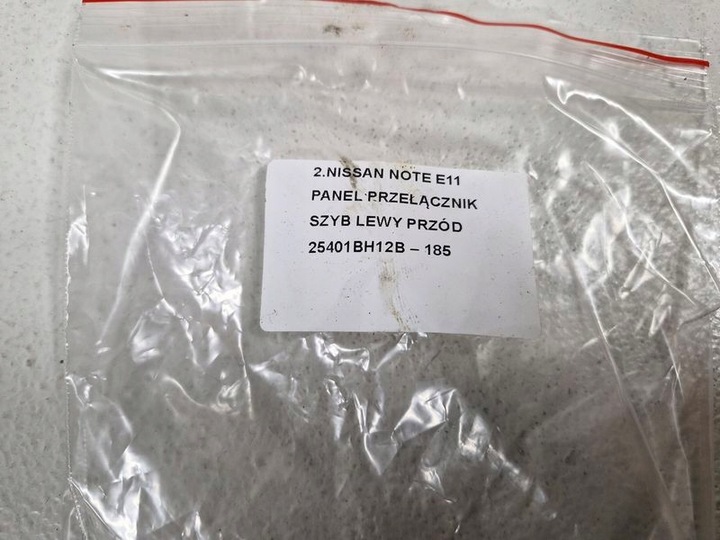 2.NISSAN NOTE E11
PANEL PRZEŁĄCZNIK
SZYB LEWY PRZÓD
25401BH12B – 185